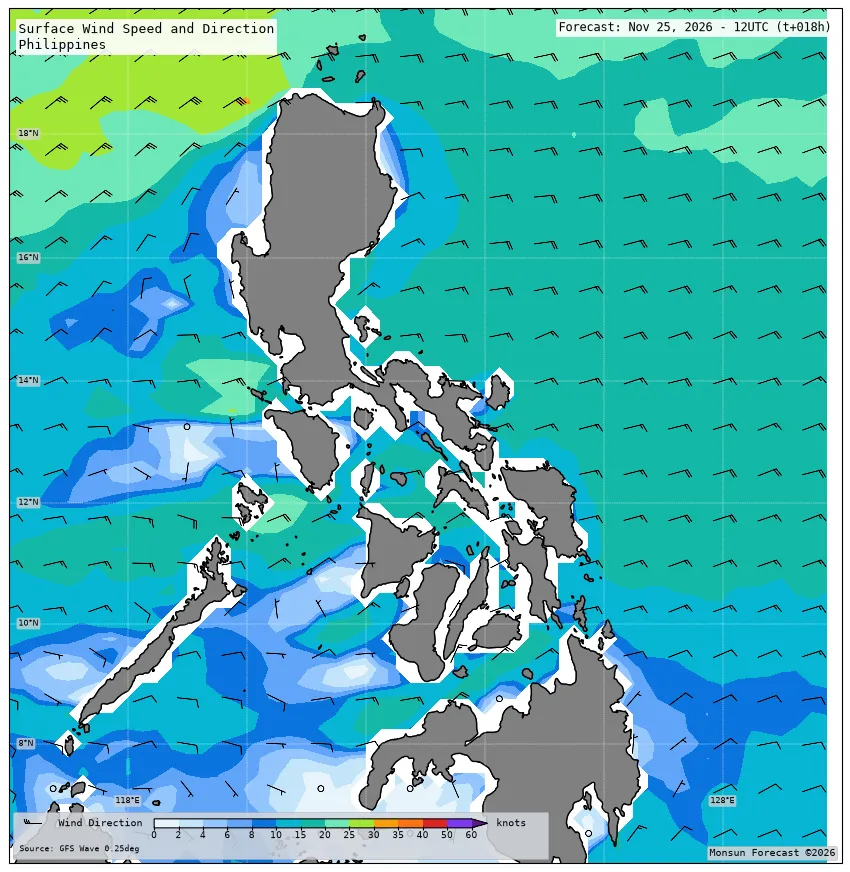 Surface Wind Speed and Direction
Philippines
Forecast: Nov 25, 2026 - 12UTC (t+018h)
18°N
16°N
14°N
12°N
10°N
8°N
118°E
128°E
Wind Direction
0 2 4 6 8 10 15 20 25 30 35 40 50 60
knots
Source: GFS Wave 0.25deg
Monsun Forecast ©2026